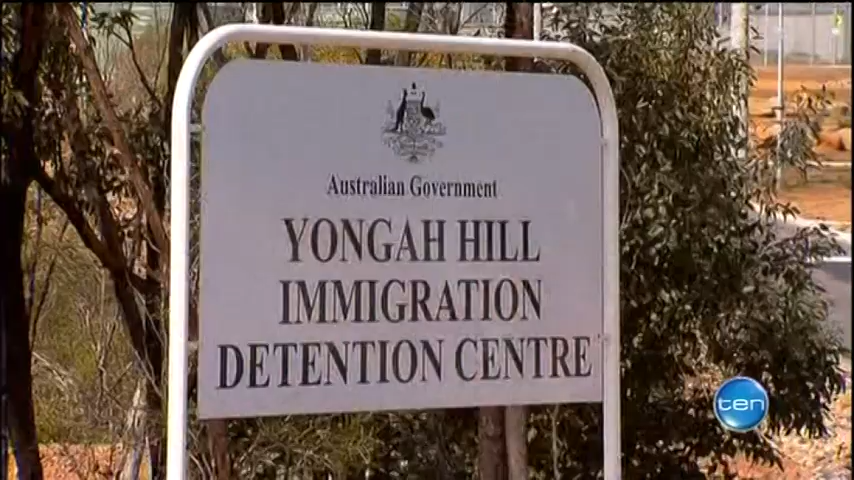 Australian Government
YONGAH HILL
IMMIGRATION
DETENTION CENTRE
ten